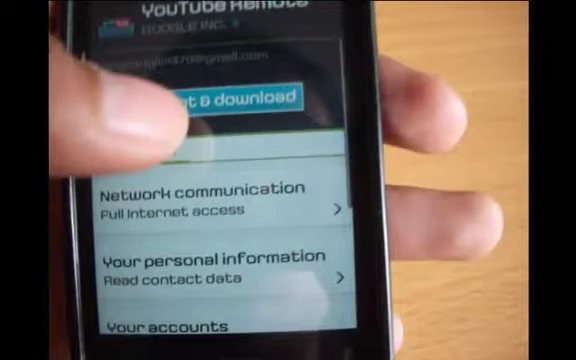 YouTube Remote
GOOGLE INC.
& download
Network communication
Full Internet access
Your personal information
Read contact data
Your accounts